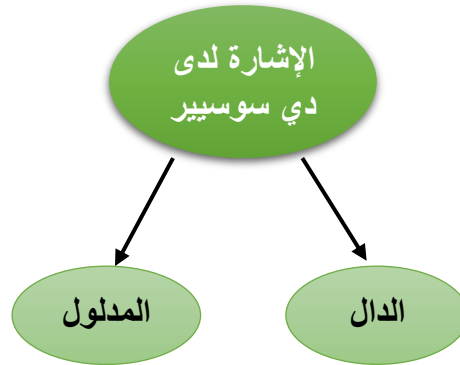 الإشارة لدى
دي سوسيير
الدال
المدلول